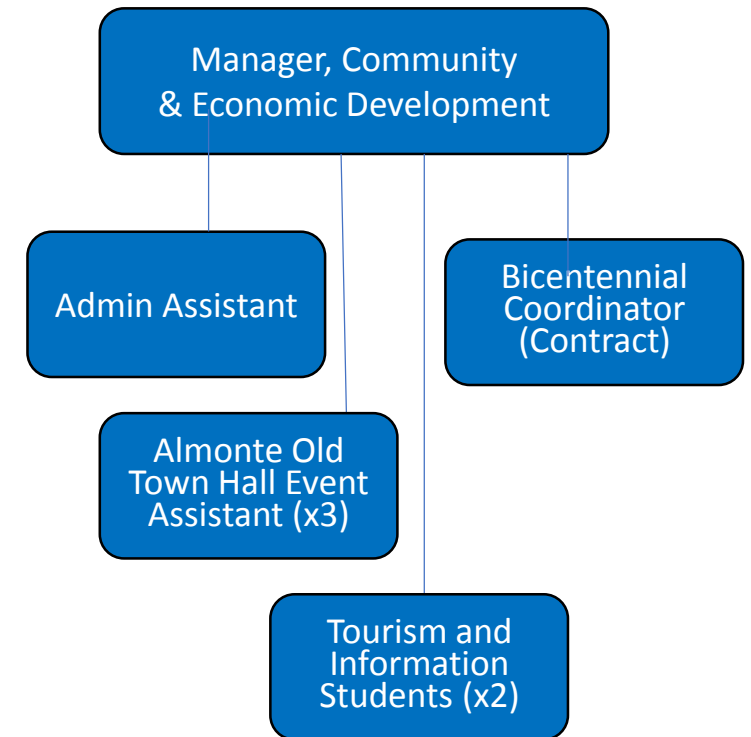 Manager, Community
& Economic Development
Admin Assistant
Bicentennial
Coordinator
(Contract)
Almonte Old
Town Hall Event
Assistant (x3)
Tourism and
Information
Students (x2)